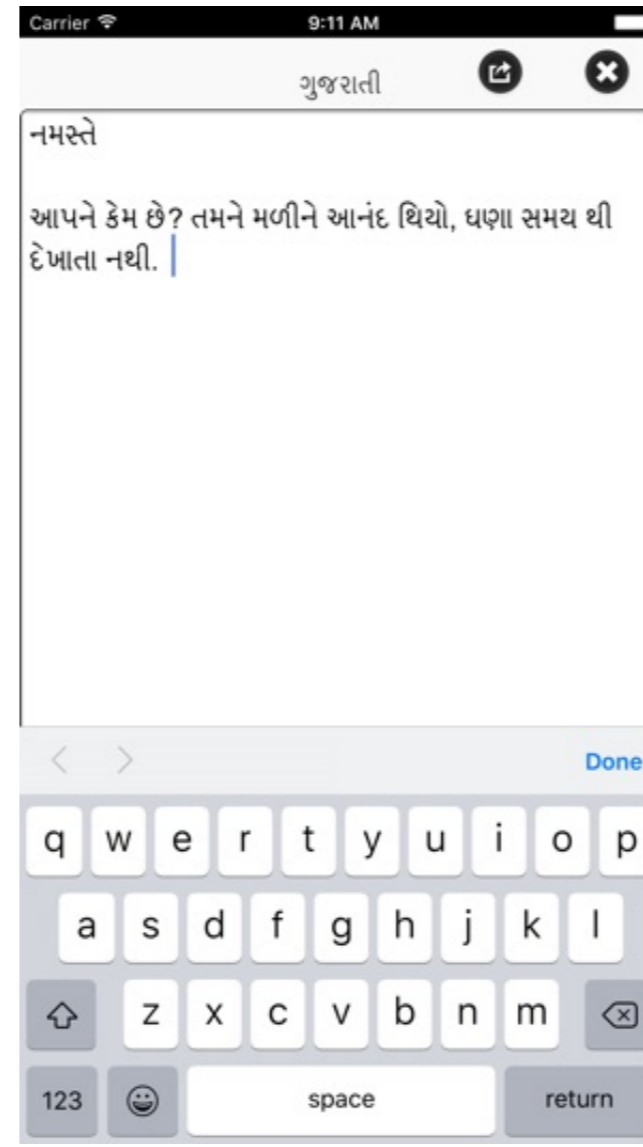 Carrier 9:11 AM
ગુજરાતી
નમસ્તે
આપને કેમ છે? તમને મળીને આનંદ થિયો, ઘણા સમય થી
દેખાતા નથી.
Done
q w e r t y u i o p
a s d f g h j k l
z x c v b n m
123 space return